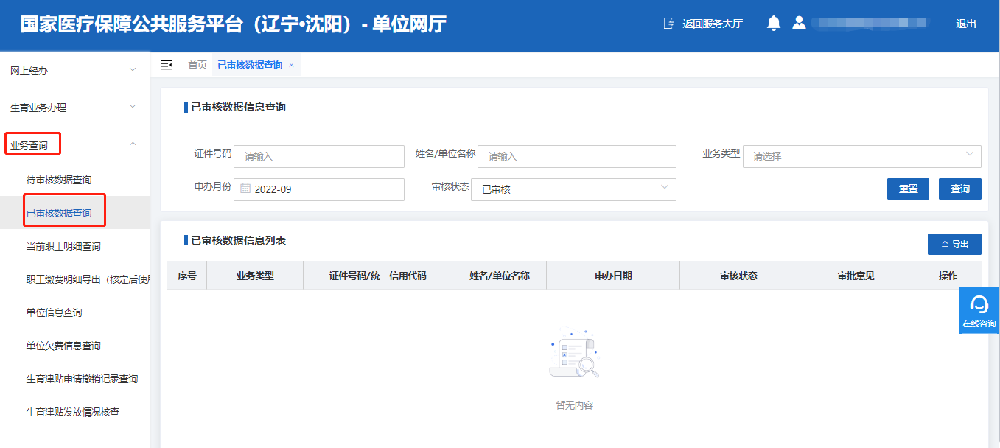 国家医疗保障公共服务平台（辽宁•沈阳）- 单位网厅
返回服务大厅
退出
网上经办
生育业务办理
业务查询
待审核数据查询
已审核数据查询
当前职工明细查询
职工缴费明细导出（核定后使用
单位信息查询
单位欠费信息查询
生育津贴申请撤销记录查询
生育津贴发放情况核查
首页 已审核数据查询 ×
已审核数据信息查询
证件号码 请输入 姓名/单位名称 请输入 业务类型 请选择
申办月份 2022-09 审核状态 已审核 重置 查询
已审核数据信息列表
导出
序号 业务类型 证件号码/统一信用代码 姓名/单位名称 申办日期 审核状态 审批意见 操作
在线咨询
暂无内容